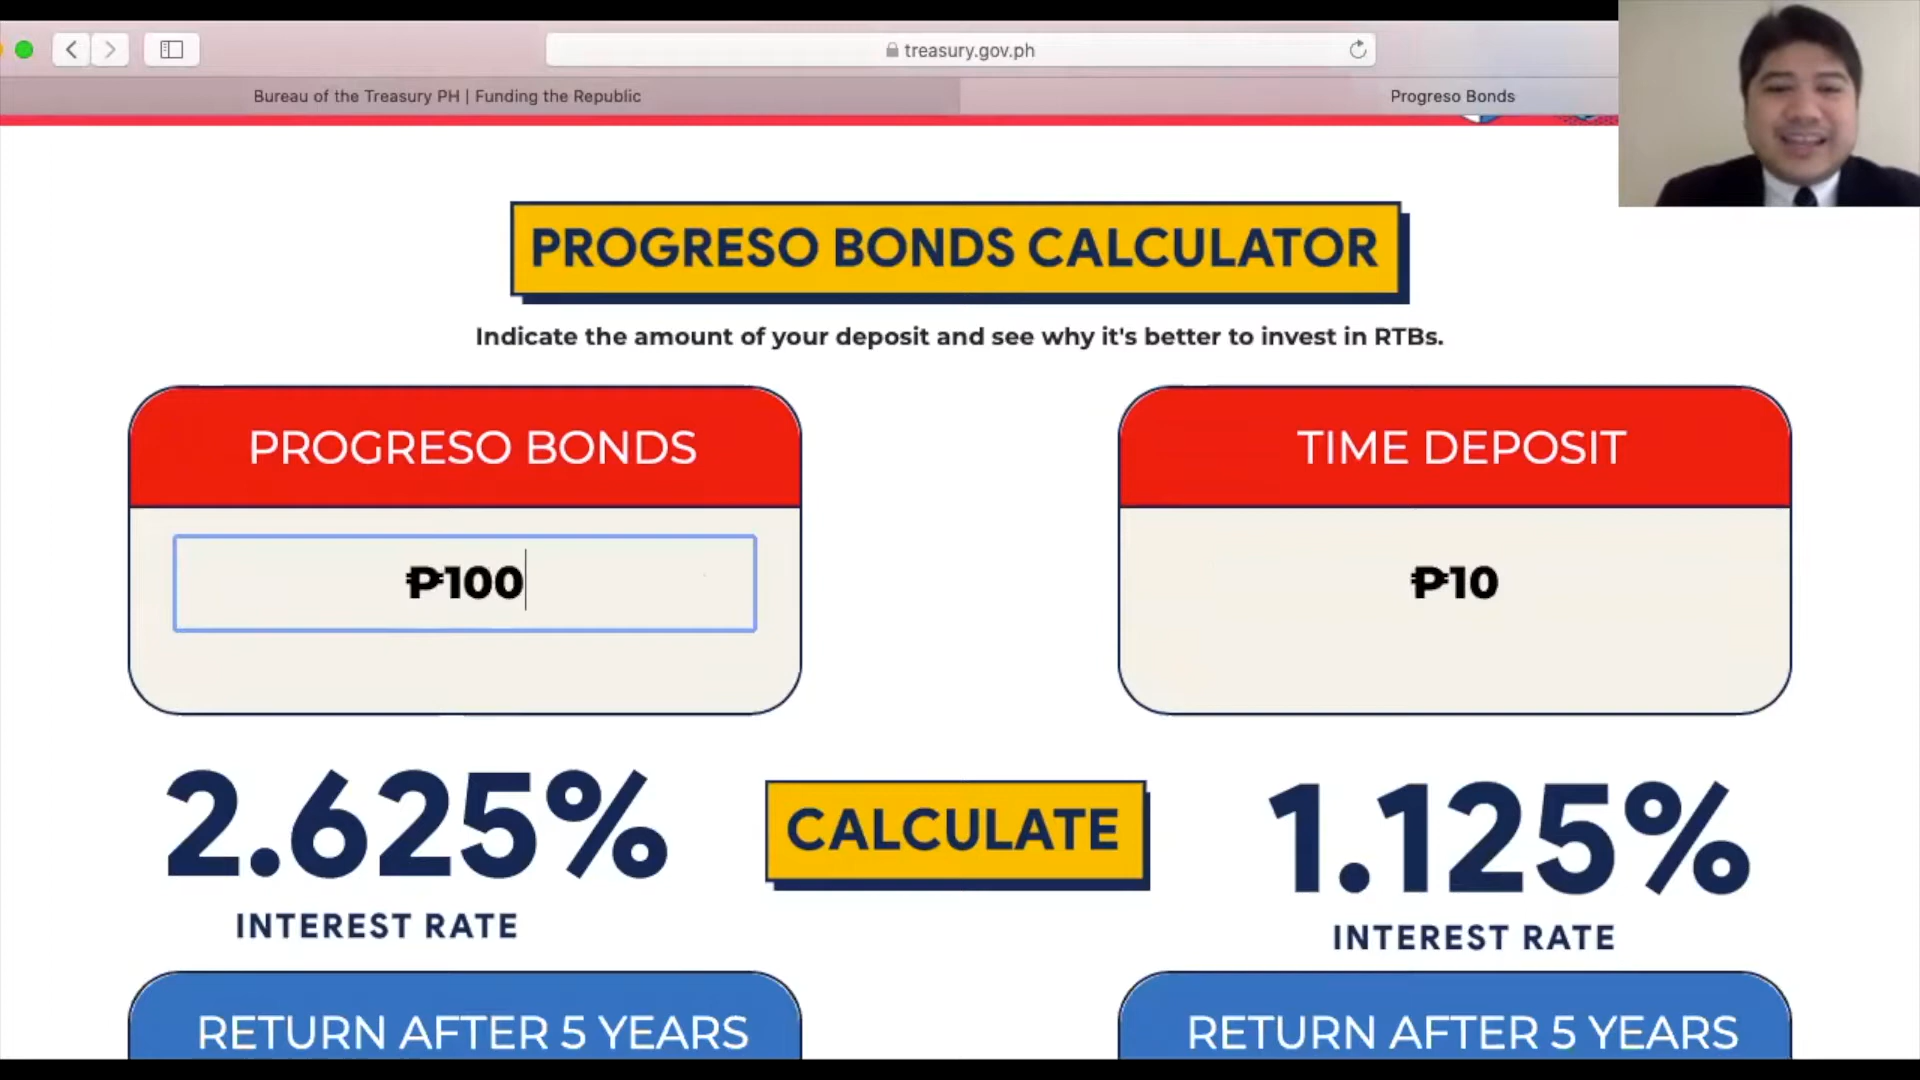 treasury.gov.ph
Bureau of the Treasury PH | Funding the Republic
Progreso Bonds
PROGRESO BONDS CALCULATOR
Indicate the amount of your deposit and see why it's better to invest in RTBs.
PROGRESO BONDS
₱100
TIME DEPOSIT
₱10
2.625%
INTEREST RATE
CALCULATE
1.125%
INTEREST RATE
RETURN AFTER 5 YEARS
RETURN AFTER 5 YEARS